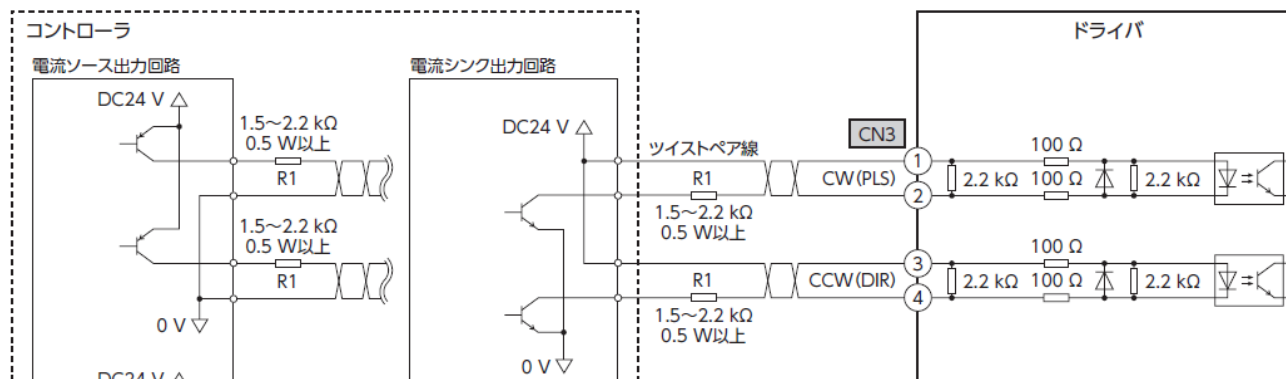 コントローラ
ドライバ
電流ソース出力回路
電流シンク出力回路
DC24 V
1.5～2.2 kΩ
0.5 W以上
R1
1.5～2.2 kΩ
0.5 W以上
R1
0 V
DC24 V
DC24 V
ツイストペア線
R1
1.5～2.2 kΩ
0.5 W以上
R1
1.5～2.2 kΩ
0.5 W以上
0 V
CN3
CW(PLS)
CCW(DIR)
1
2
3
4
2.2 kΩ
100 Ω
100 Ω
2.2 kΩ
2.2 kΩ
100 Ω
100 Ω
2.2 kΩ